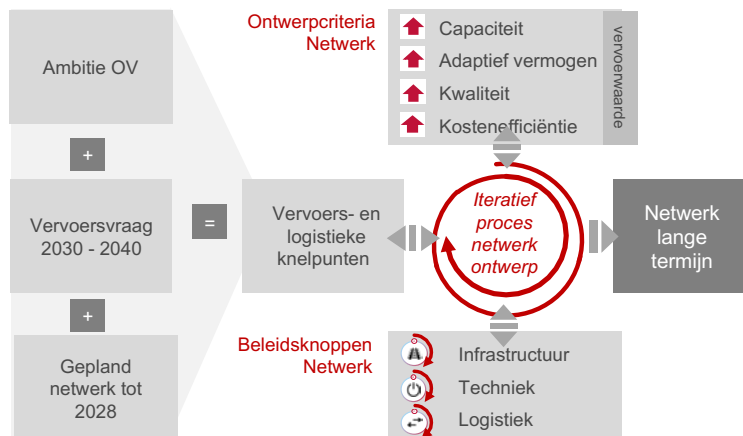 Ambitie OV
+
Vervoersvraag
2030 - 2040
+
Gepland
netwerk tot
2028
=
Vervoers- en
logistieke
knelpunten
Ontwerpcriteria
Netwerk
Capaciteit
Adaptief vermogen
Kwaliteit
Kostenefficiëntie
vervoerwaarde
Iteratief
proces
netwerk
ontwerp
Beleidsknoppen
Netwerk
Infrastructuur
Techniek
Logistiek
Netwerk
lange
termijn